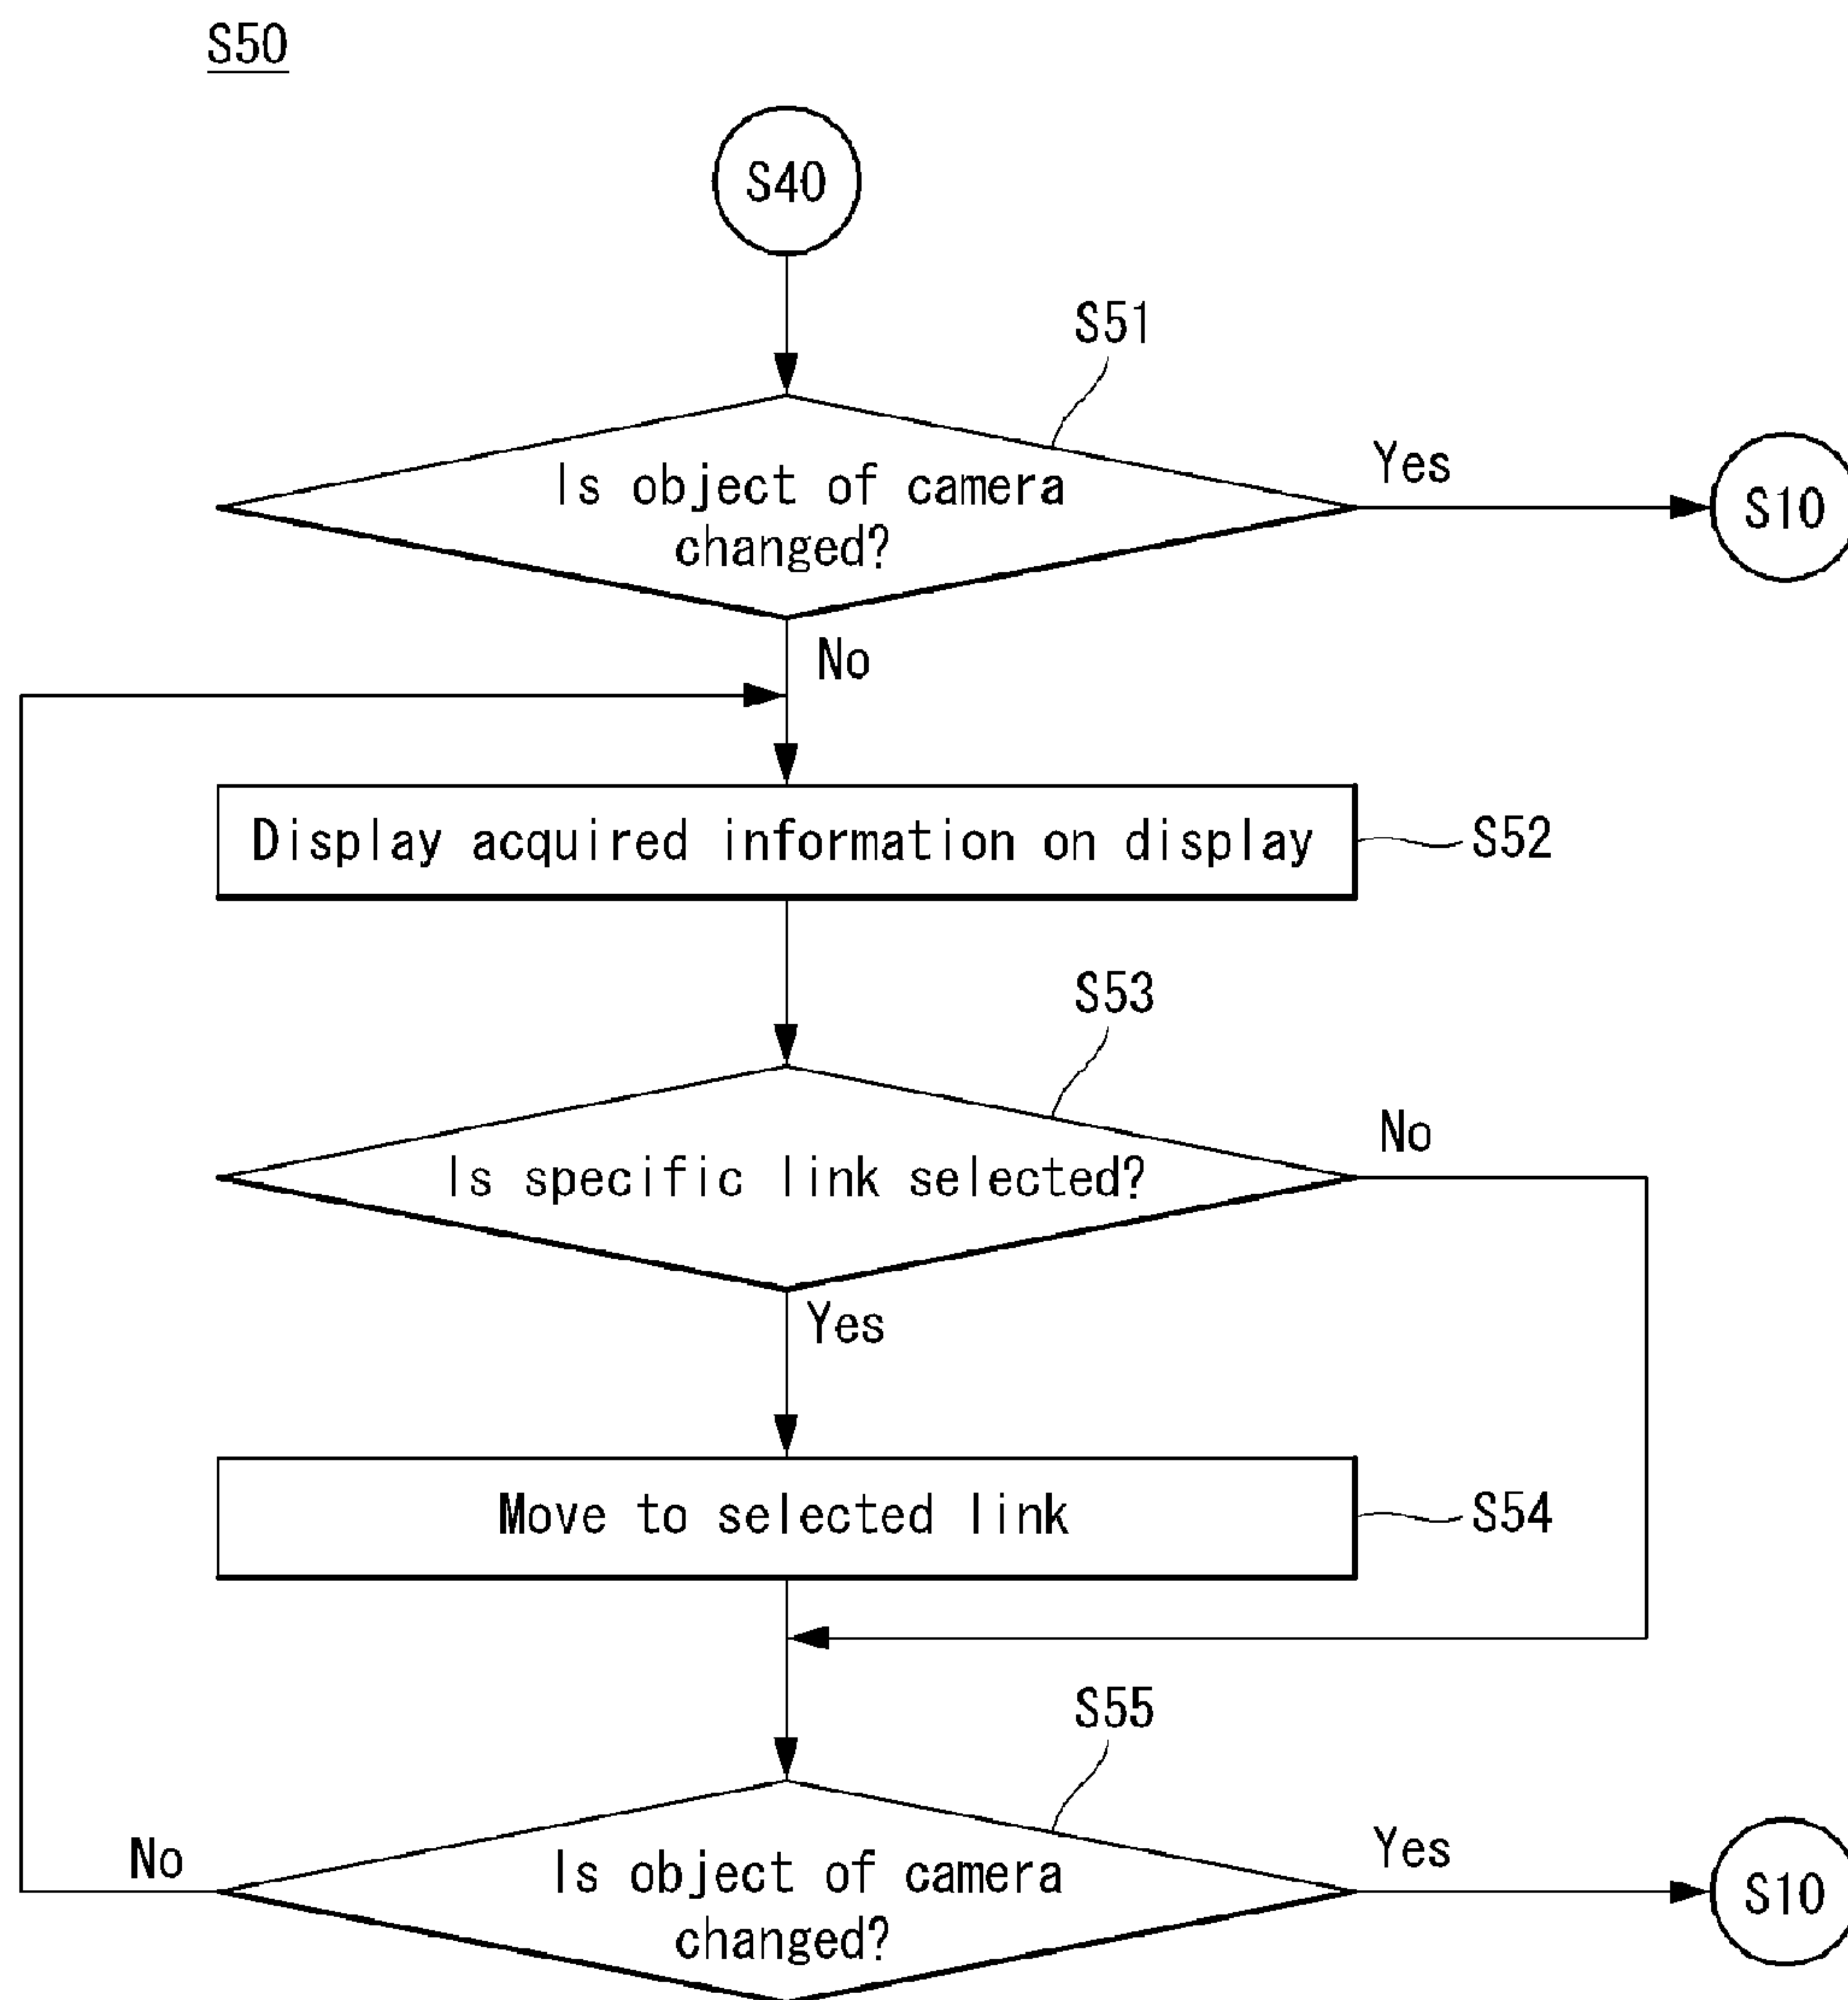 S50
S40
S51
Is object of camera
changed?
Yes
S10
No
Display acquired information on display
S52
S53
Is specific link selected?
No
Yes
Move to selected link
S54
S55
No
Is object of camera
changed?
Yes
S10